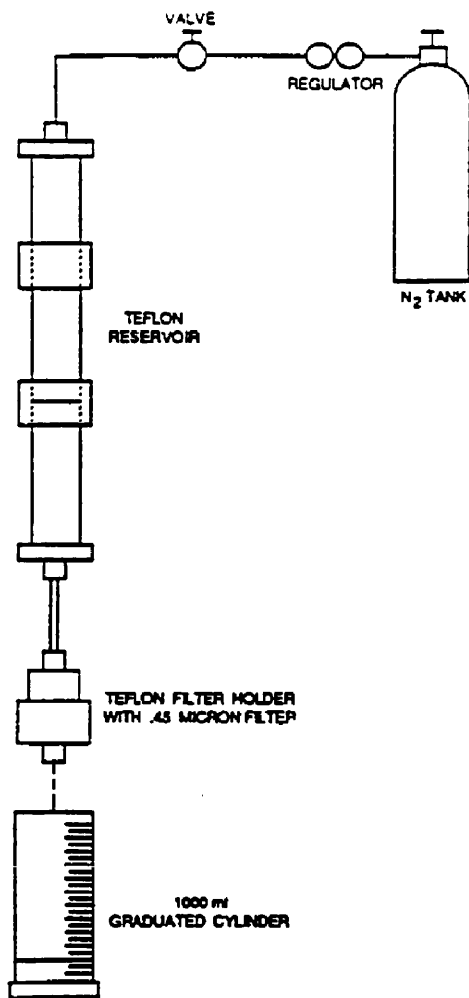 VALVE
REGULATOR
N₂ TANK
TEFLON
RESERVOIR
TEFLON FILTER HOLDER
WITH .45 MICRON FILTER
1000 ml
GRADUATED CYLINDER